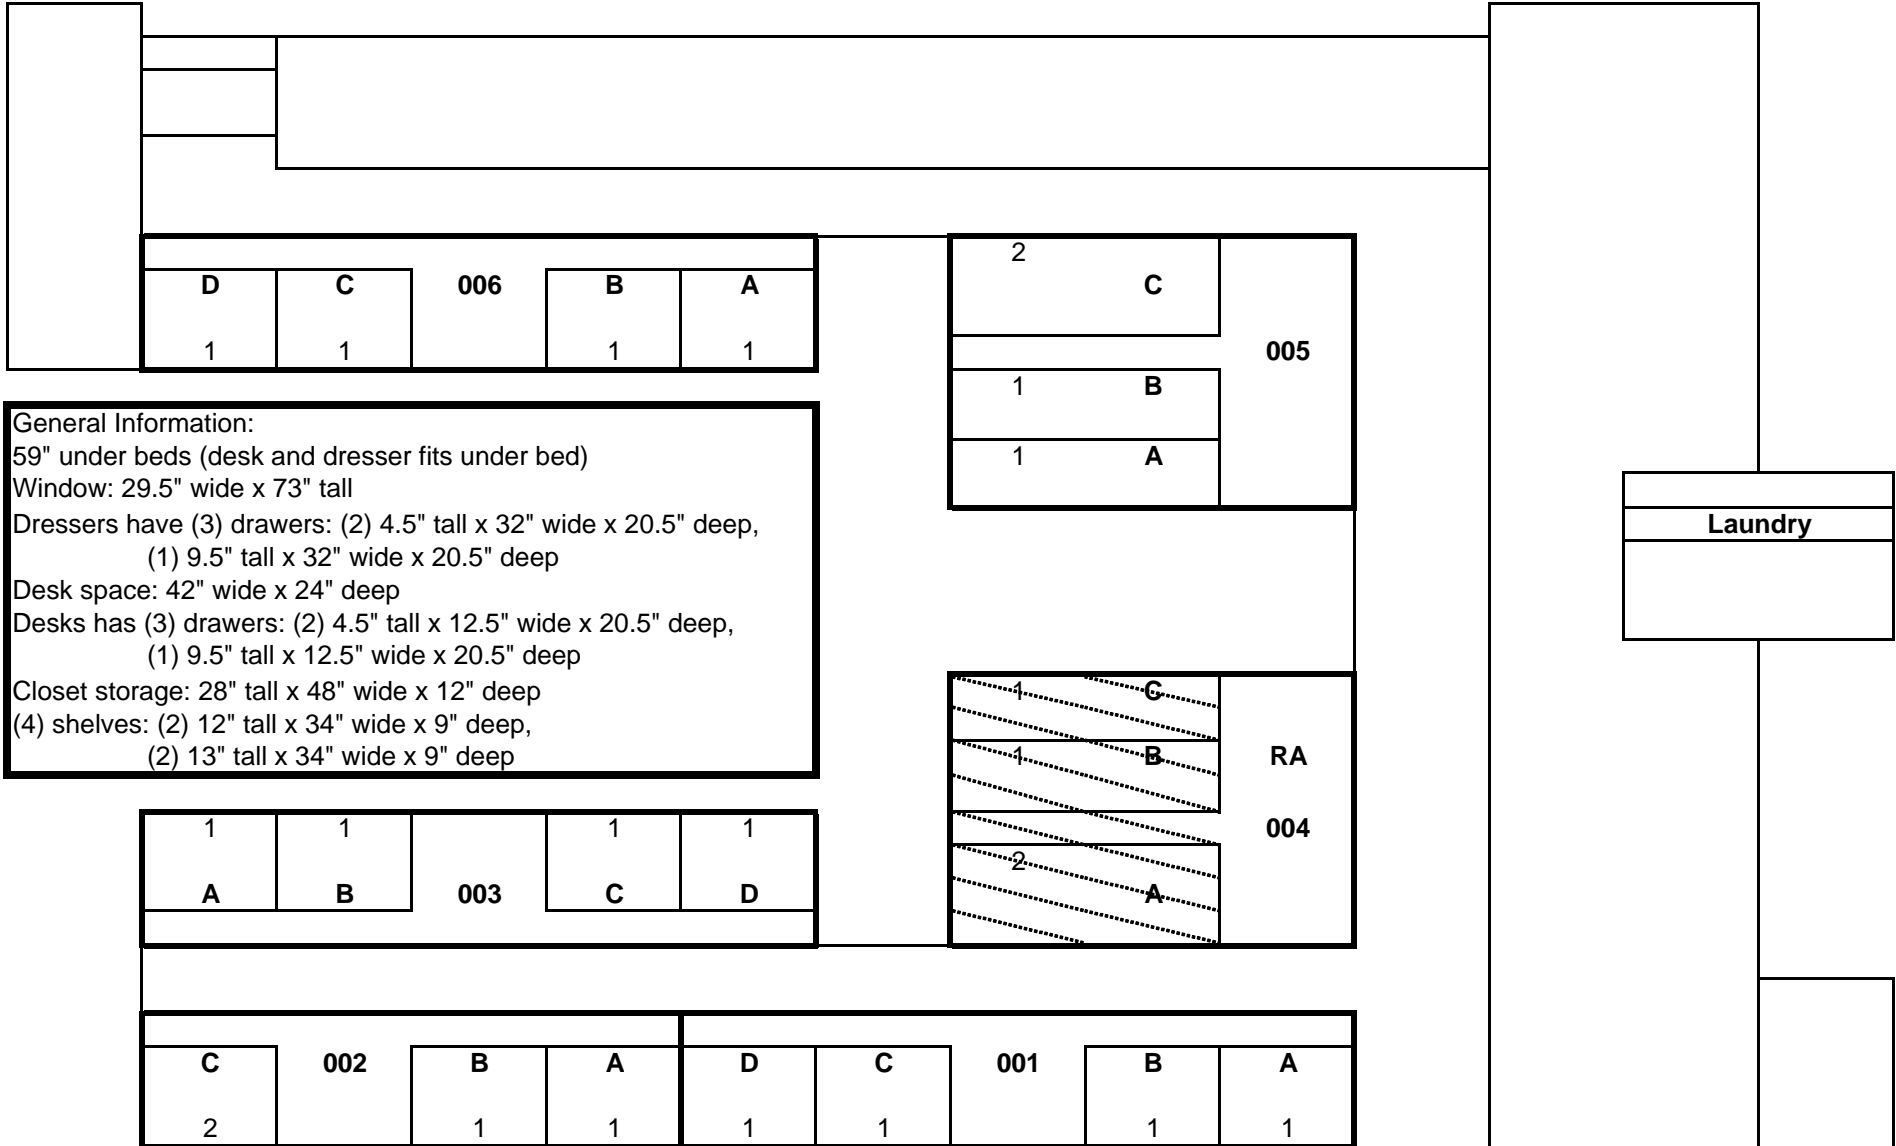 2
C
D C 006 B A
1 1 1 1
005
1 B
1 A
General Information:
59" under beds (desk and dresser fits under bed)
Window: 29.5" wide x 73" tall
Dressers have (3) drawers: (2) 4.5" tall x 32" wide x 20.5" deep,
(1) 9.5" tall x 32" wide x 20.5" deep
Desk space: 42" wide x 24" deep
Desks has (3) drawers: (2) 4.5" tall x 12.5" wide x 20.5" deep,
(1) 9.5" tall x 12.5" wide x 20.5" deep
Closet storage: 28" tall x 48" wide x 12" deep
(4) shelves: (2) 12" tall x 34" wide x 9" deep,
(2) 13" tall x 34" wide x 9" deep
Laundry
1 C
1 B RA
004
2
A
1 1 1 1
A B 003 C D
C 002 B A D C 001 B A
2 1 1 1 1 1 1